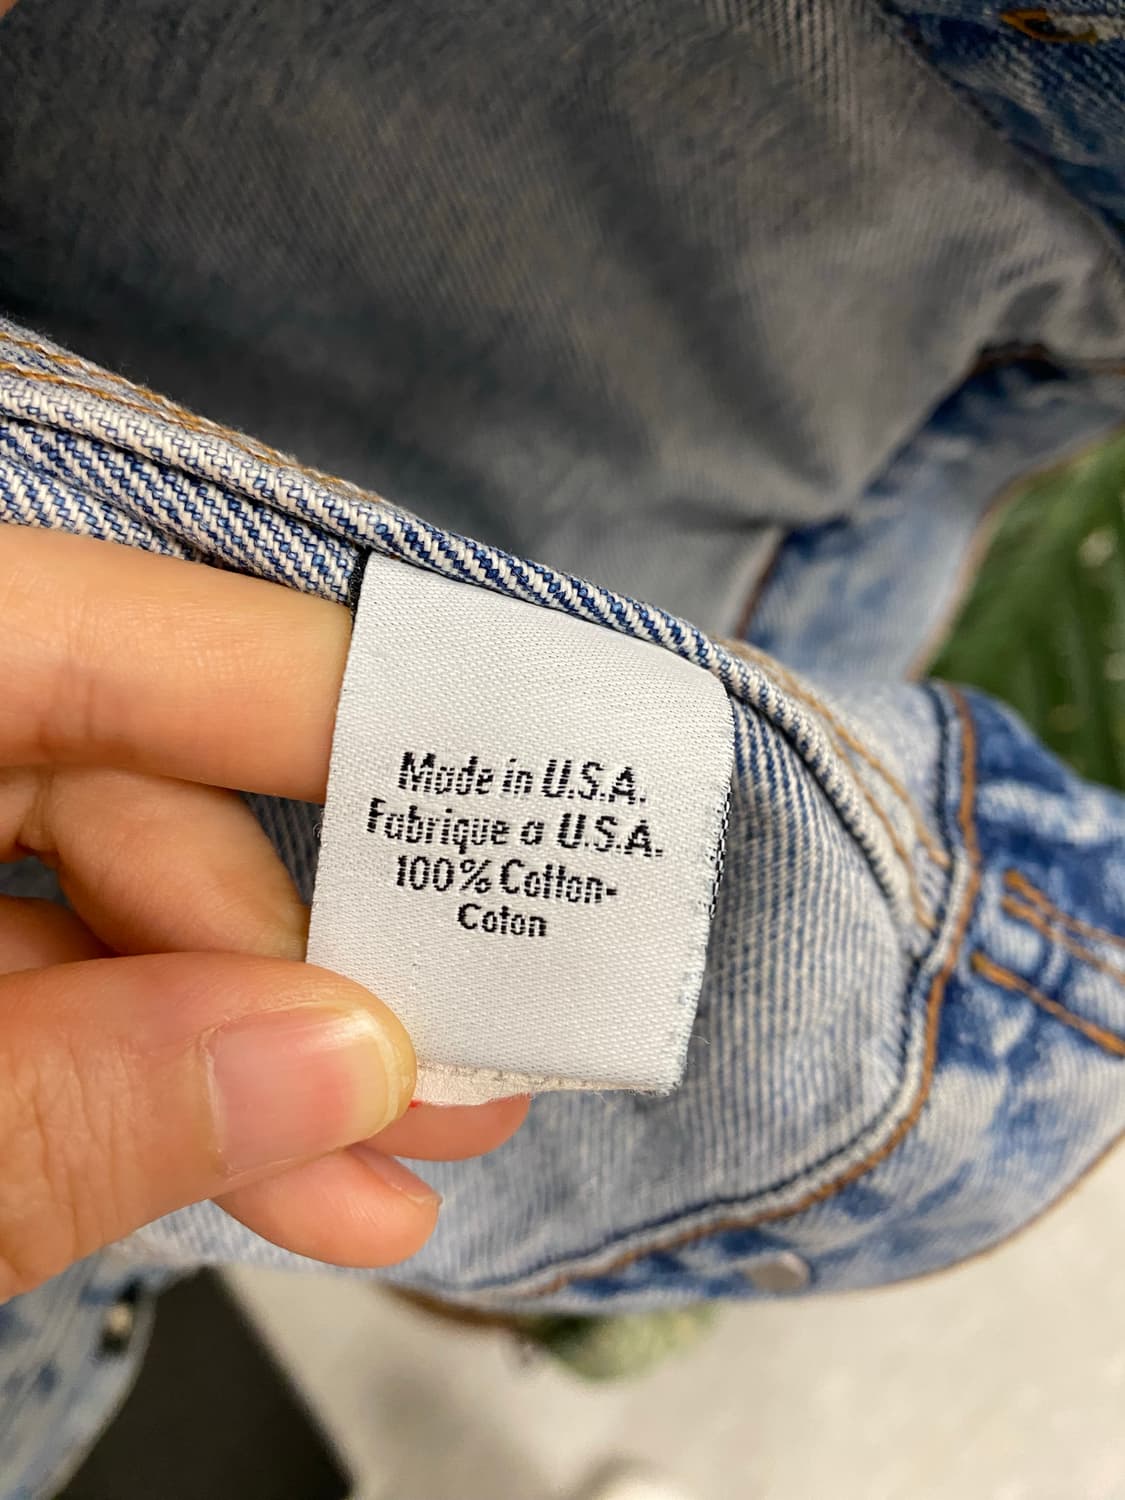 Made in U.S.A.
Fabrique a U.S.A.
100% Cotton-
Coton